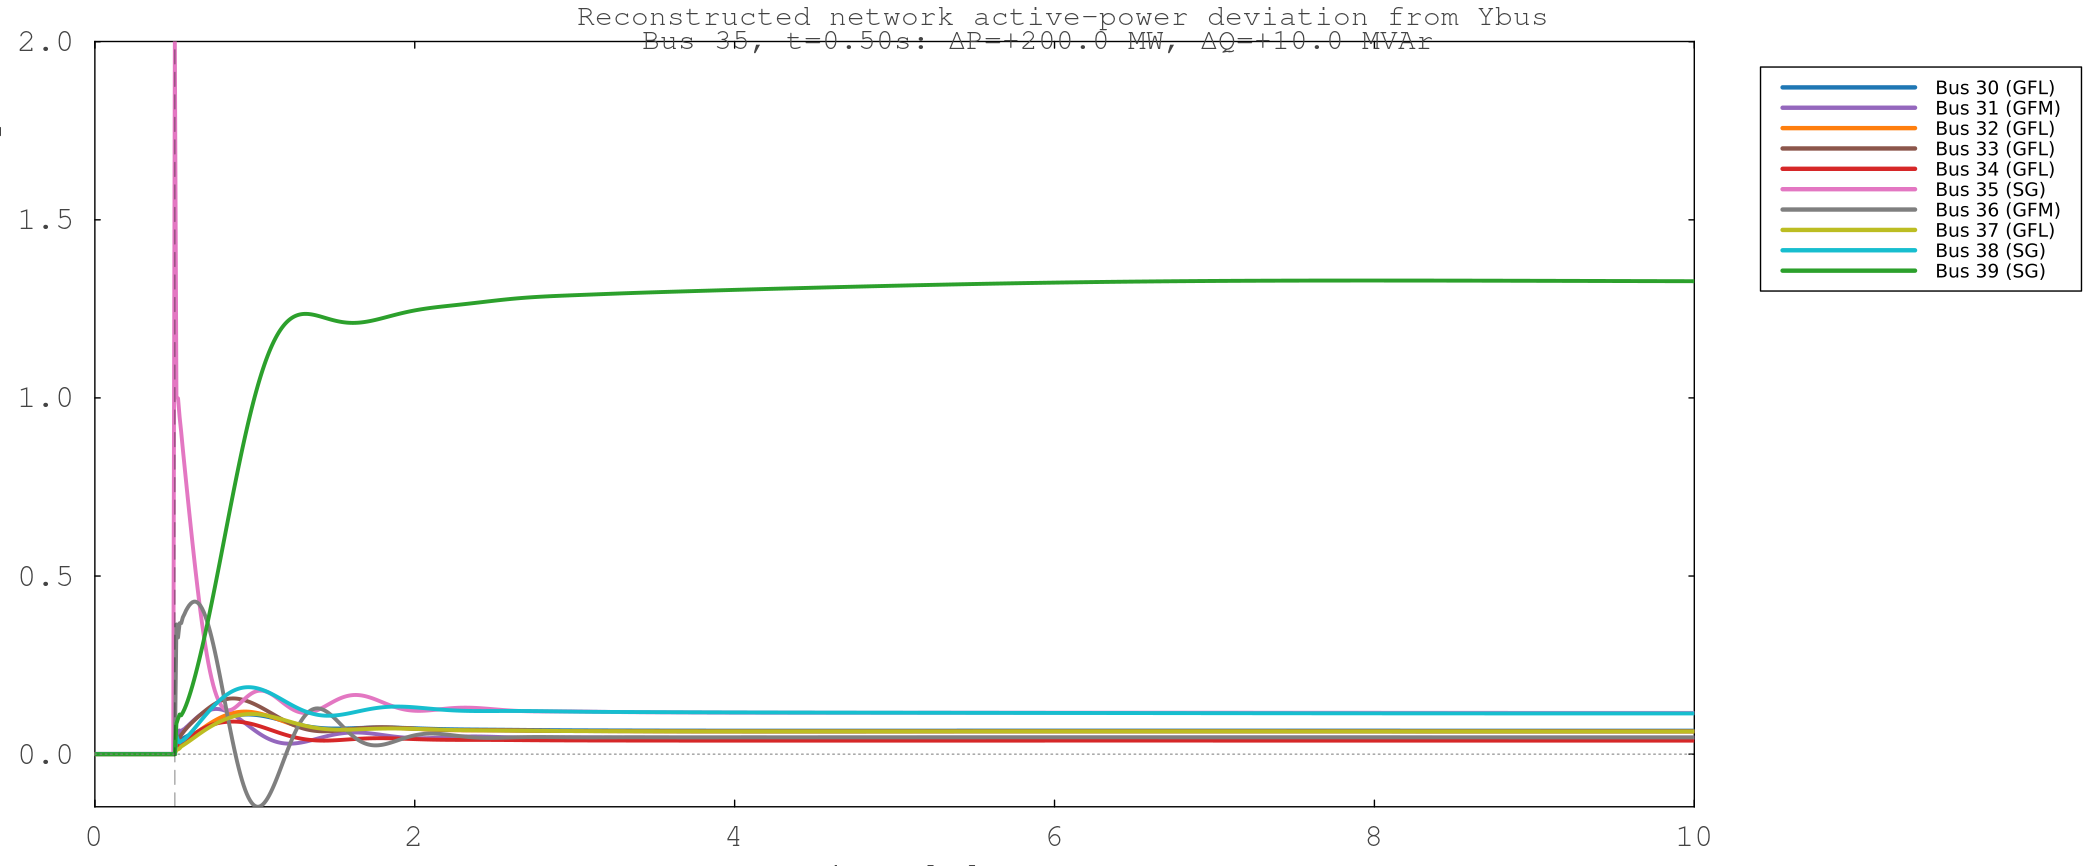 Reconstructed network active-power deviation from Ybus
Bus 35, t=0.50s: ΔP=+200.0 MW, ΔQ=+10.0 MVAr
2.0
1.5
1.0
0.5
0.0
0
2
4
6
8
10
Bus 30 (GFL)
Bus 31 (GFM)
Bus 32 (GFL)
Bus 33 (GFL)
Bus 34 (GFL)
Bus 35 (SG)
Bus 36 (GFM)
Bus 37 (GFL)
Bus 38 (SG)
Bus 39 (SG)